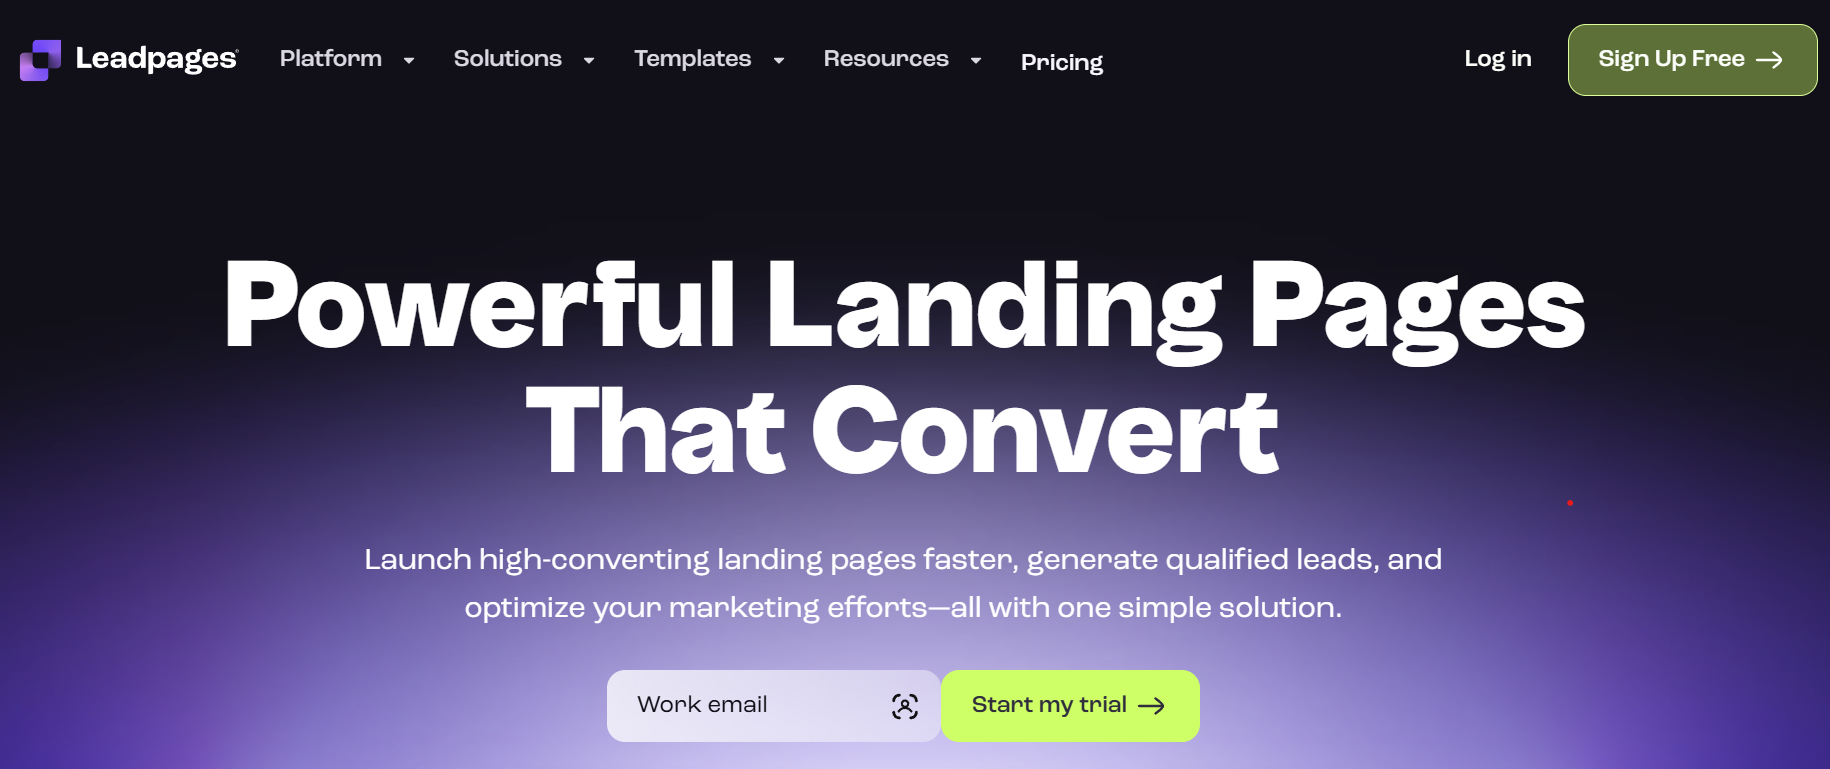 Leadpages®
Platform
Solutions
Templates
Resources
Pricing
Log in
Sign Up Free
Powerful Landing Pages
That Convert
Launch high-converting landing pages faster, generate qualified leads, and
optimize your marketing efforts—all with one simple solution.
Work email
Start my trial